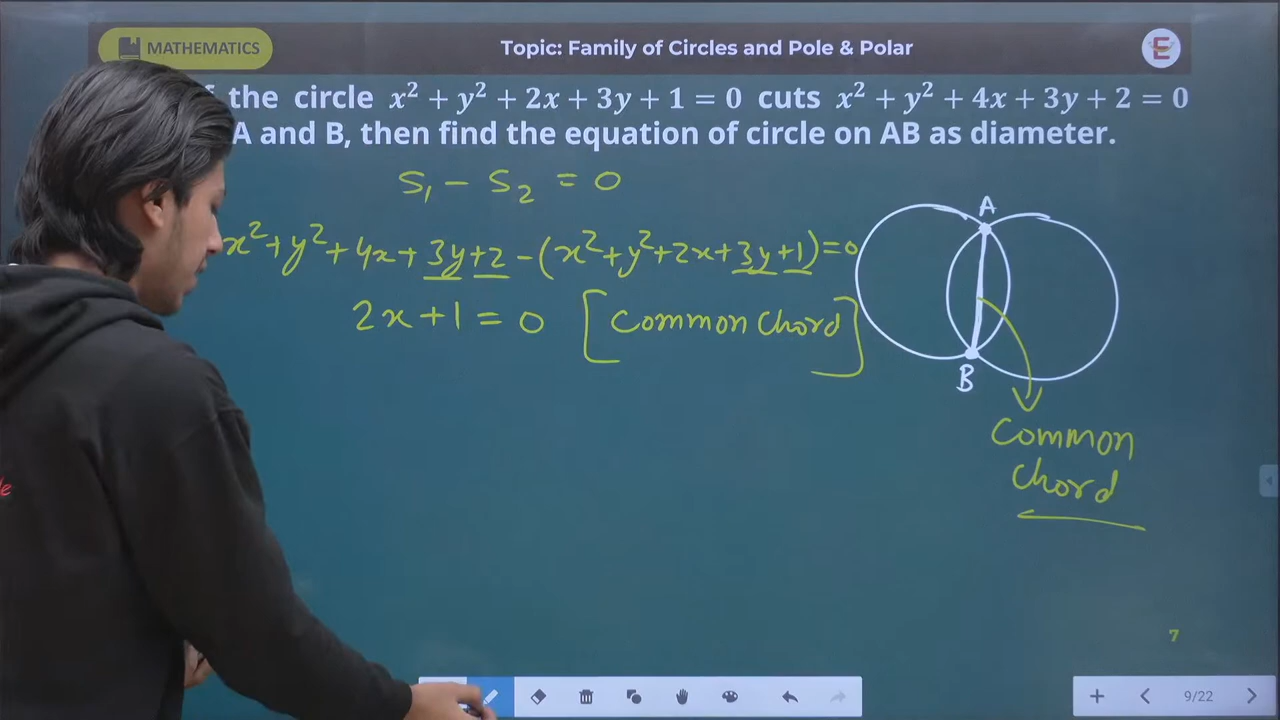 MATHEMATICS
Topic: Family of Circles and Pole & Polar
E
the circle x² + y² + 2x + 3y + 1 = 0 cuts x² + y² + 4x + 3y + 2 = 0
A and B, then find the equation of circle on AB as diameter.
S₁ - S₂ = 0
x²+y²+4x+3y+2-(x²+y²+2x+3y+1)=0
2x+1=0 [Common Chord]
A
B
Common
Chord
7
9/22